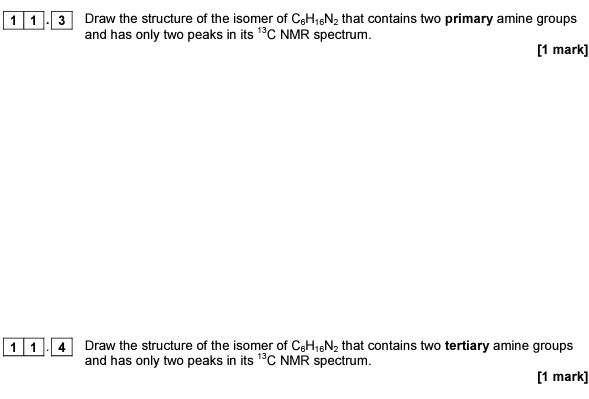 1 1 . 3 Draw the structure of the isomer of C₆H₁₆N₂ that contains two primary amine groups
and has only two peaks in its ¹³C NMR spectrum.
[1 mark]
1 1 . 4 Draw the structure of the isomer of C₆H₁₆N₂ that contains two tertiary amine groups
and has only two peaks in its ¹³C NMR spectrum.
[1 mark]